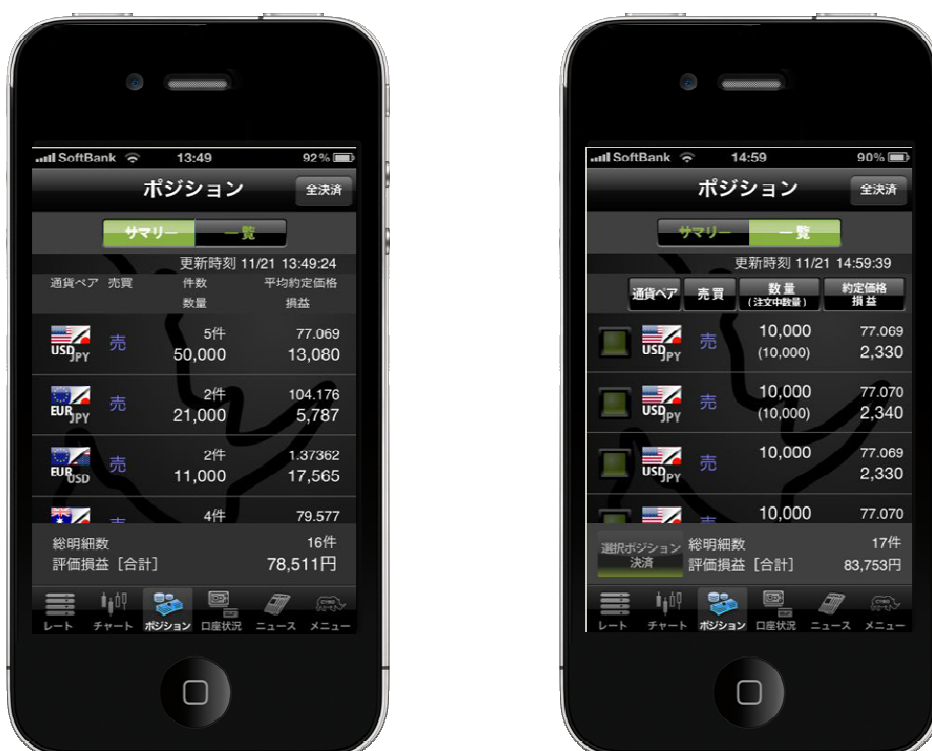 SoftBank 13:49 92%
ポジション 全決済
サマリー 一覧
更新時刻 11/21 13:49:24
通貨ペア 売買 件数 平均約定価格
数量 損益
USD JPY 売 5件 77.069
50,000 13,080
EUR JPY 売 2件 104.176
21,000 5,787
EUR USD 売 2件 1.37362
11,000 17,565
売 4件 79.577
総明細数 16件
評価損益［合計］ 78,511円
レート チャート ポジション 口座状況 ニュース メニュー
SoftBank 14:59 90%
ポジション 全決済
サマリー 一覧
更新時刻 11/21 14:59:39
通貨ペア 売買 数量 約定価格
(注文中数量) 損益
USD JPY 売 10,000 77.069
(10,000) 2,330
USD JPY 売 10,000 77.070
(10,000) 2,340
USD JPY 売 10,000 77.069
2,330
10,000 77.070
選択ポジション 総明細数 17件
決済 評価損益［合計］ 83,753円
レート チャート ポジション 口座状況 ニュース メニュー